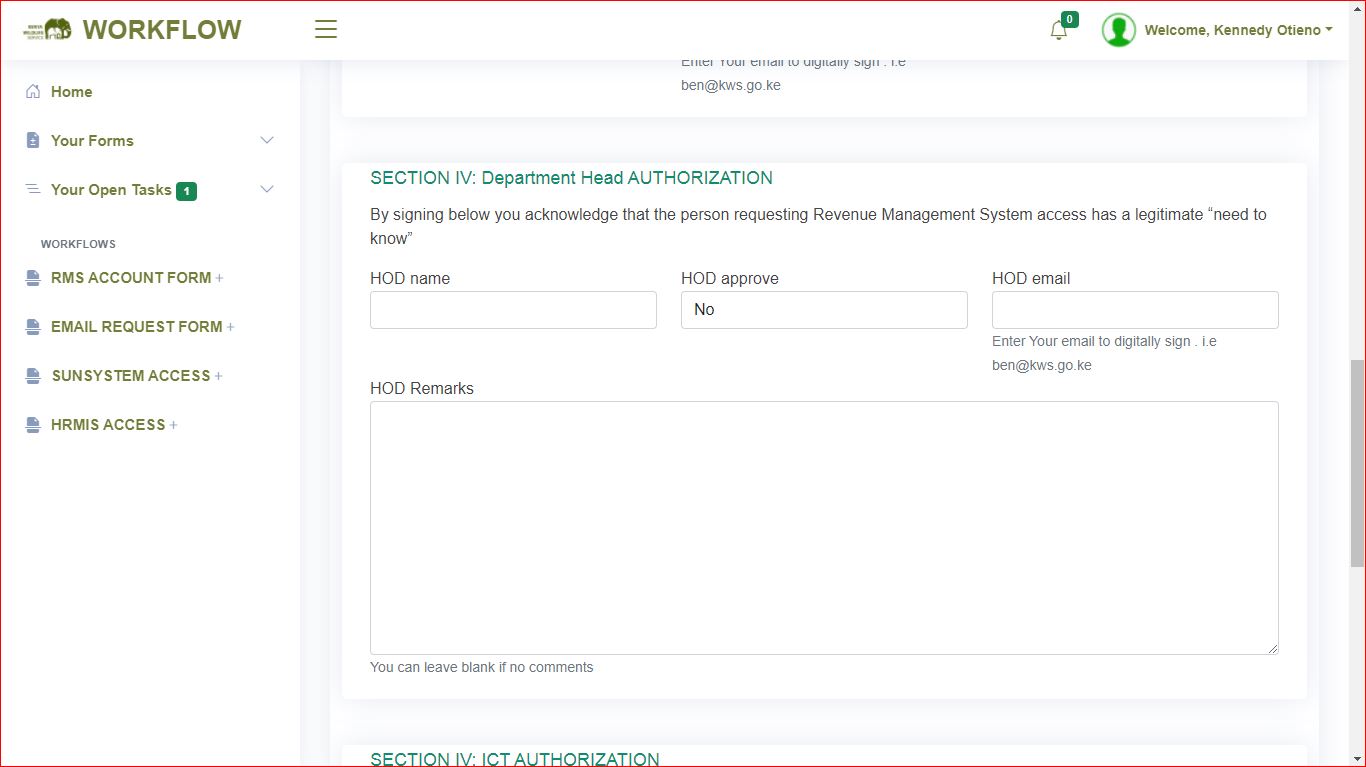 WORKFLOW
0
Welcome, Kennedy Otieno
Home
Your Forms
Your Open Tasks 1
WORKFLOWS
RMS ACCOUNT FORM +
EMAIL REQUEST FORM +
SUNSYSTEM ACCESS +
HRMIS ACCESS +
Enter Your email to digitally sign . i.e
ben@kws.go.ke
SECTION IV: Department Head AUTHORIZATION
By signing below you acknowledge that the person requesting Revenue Management System access has a legitimate “need to
know”
HOD name
HOD approve
HOD email
No
Enter Your email to digitally sign . i.e
ben@kws.go.ke
HOD Remarks
You can leave blank if no comments
SECTION IV: ICT AUTHORIZATION